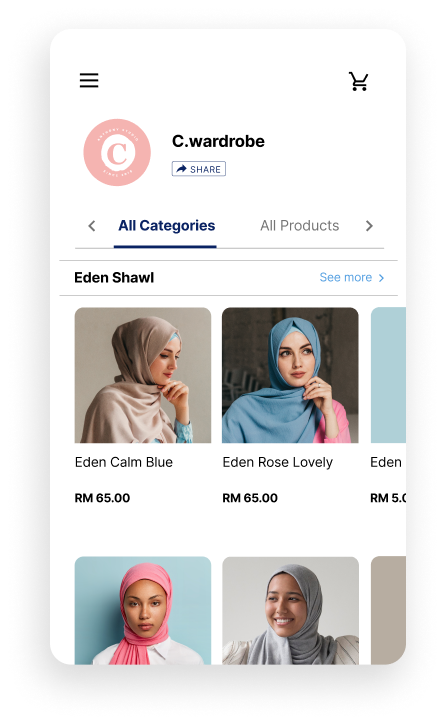 C
C.wardrobe
SHARE
All Categories
All Products
Eden Shawl
See more
Eden Calm Blue
Eden Rose Lovely
Eden
RM 65.00
RM 65.00
RM 5.0